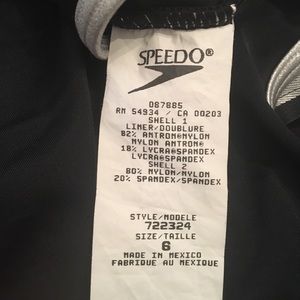 SPEEDO®
D87885
RN 54934 / CA 00203
SHELL 1
LINER/DOUBLURE
82% ANTRON®NYLON
NYLON ANTRON®
18% LYCRA®SPANDEX
LYCRA®SPANDEX
SHELL 2
80% NYLON/NYLON
20% SPANDEX/SPANDEX
STYLE/MODELE
722324
SIZE/TAILLE
6
MADE IN MEXICO
FABRIQUE AU MEXIQUE